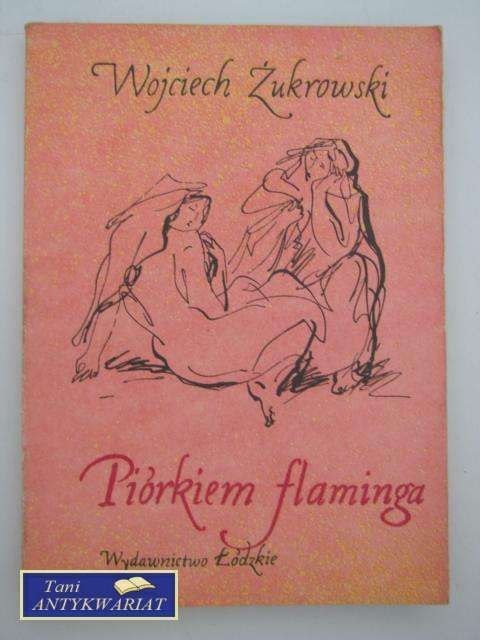 Wojciech Żukrowski
Piórkiem flaminga
Wydawnictwo Łódzkie
Tani
ANTYKWARIAT